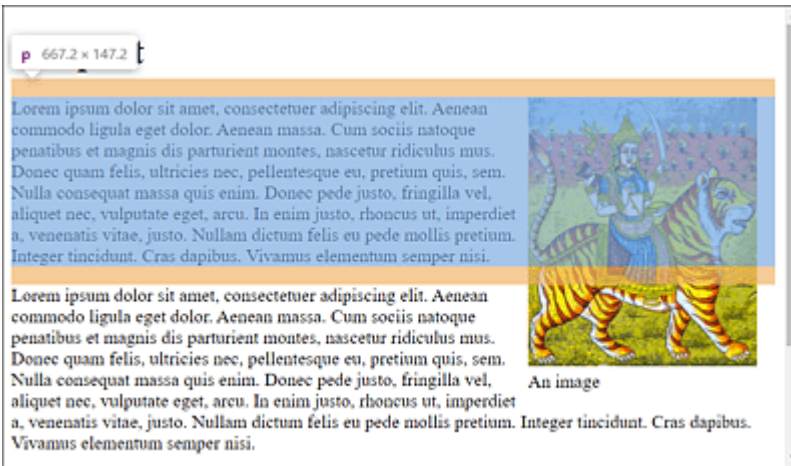 p 667.2 × 147.2
Lorem ipsum dolor sit amet, consectetuer adipiscing elit. Aenean
commodo ligula eget dolor. Aenean massa. Cum sociis natoque
penatibus et magnis dis parturient montes, nascetur ridiculus mus.
Donec quam felis, ultricies nec, pellentesque eu, pretium quis, sem.
Nulla consequat massa quis enim. Donec pede justo, fringilla vel,
aliquet nec, vulputate eget, arcu. In enim justo, rhoncus ut, imperdiet
a, venenatis vitae, justo. Nullam dictum felis eu pede mollis pretium.
Integer tincidunt. Cras dapibus. Vivamus elementum semper nisi.
Lorem ipsum dolor sit amet, consectetuer adipiscing elit. Aenean
commodo ligula eget dolor. Aenean massa. Cum sociis natoque
penatibus et magnis dis parturient montes, nascetur ridiculus mus.
Donec quam felis, ultricies nec, pellentesque eu, pretium quis, sem.
Nulla consequat massa quis enim. Donec pede justo, fringilla vel,
aliquet nec, vulputate eget, arcu. In enim justo, rhoncus ut, imperdiet
a, venenatis vitae, justo. Nullam dictum felis eu pede mollis pretium. Integer tincidunt. Cras dapibus.
Vivamus elementum semper nisi.
An image